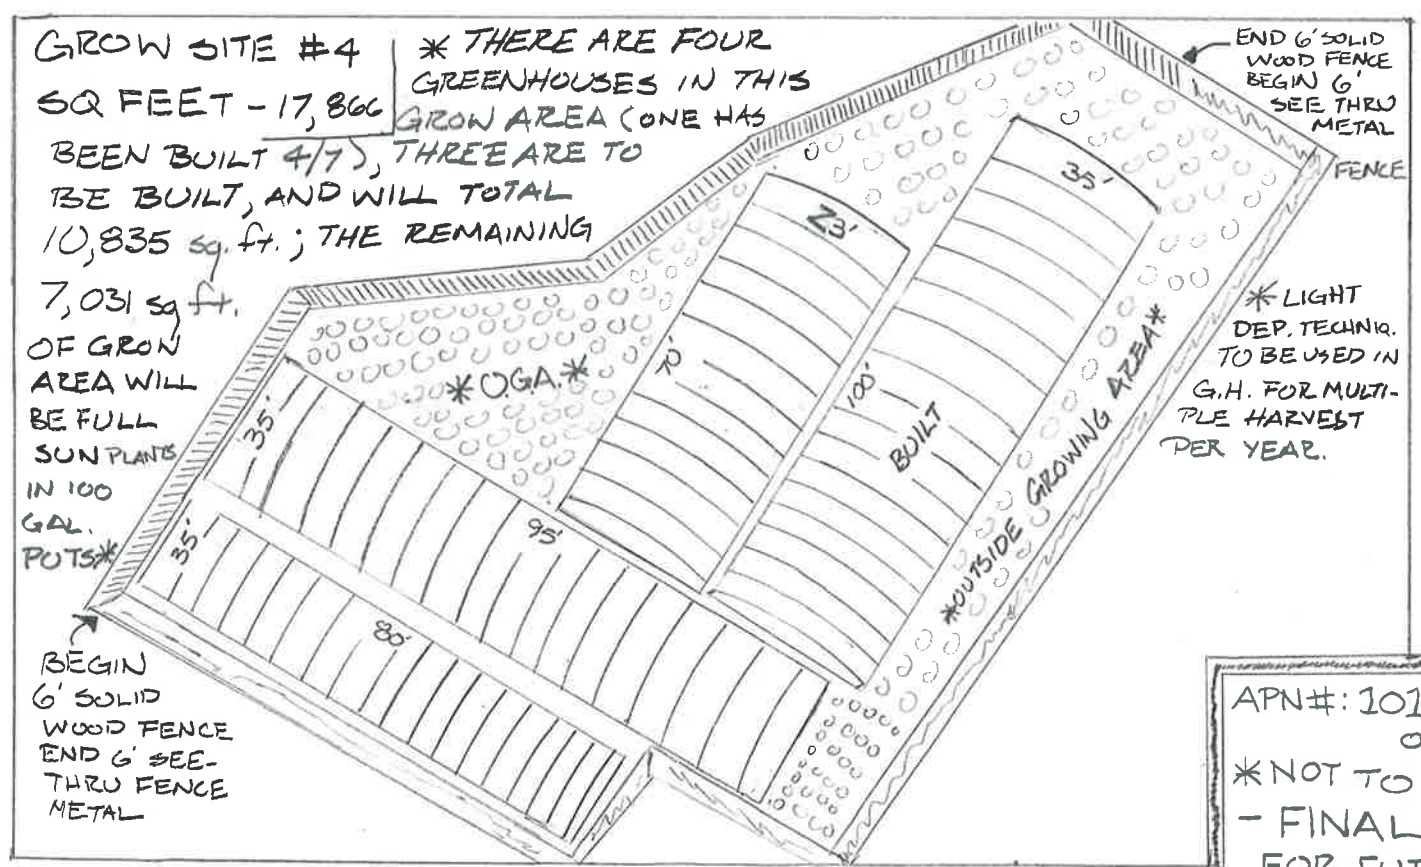 GROW SITE #4
SQ FEET - 17,866
* THERE ARE FOUR
GREENHOUSES IN THIS
GROW AREA (ONE HAS
BEEN BUILT 4/7), THREE ARE TO
BE BUILT, AND WILL TOTAL
10,835 sq. ft.; THE REMAINING
7,031 sq ft.
OF GROW
AREA WILL
BE FULL
SUN PLANTS
IN 100
GAL.
POTS*
END 6' SOLID
WOOD FENCE
BEGIN 6'
SEE THRU
METAL
FENCE
35'
23'
* O.G.A. *
70'
100'
BUILT
*OUTSIDE GROWING AREA*
* LIGHT
DEP. TECHNIQ.
TO BE USED IN
G.H. FOR MULTI-
PLE HARVEST
PER YEAR.
35'
95'
35'
80'
BEGIN
6' SOLID
WOOD FENCE
END 6' SEE-
THRU FENCE
METAL
APN#: 101
* NOT TO
- FINAL